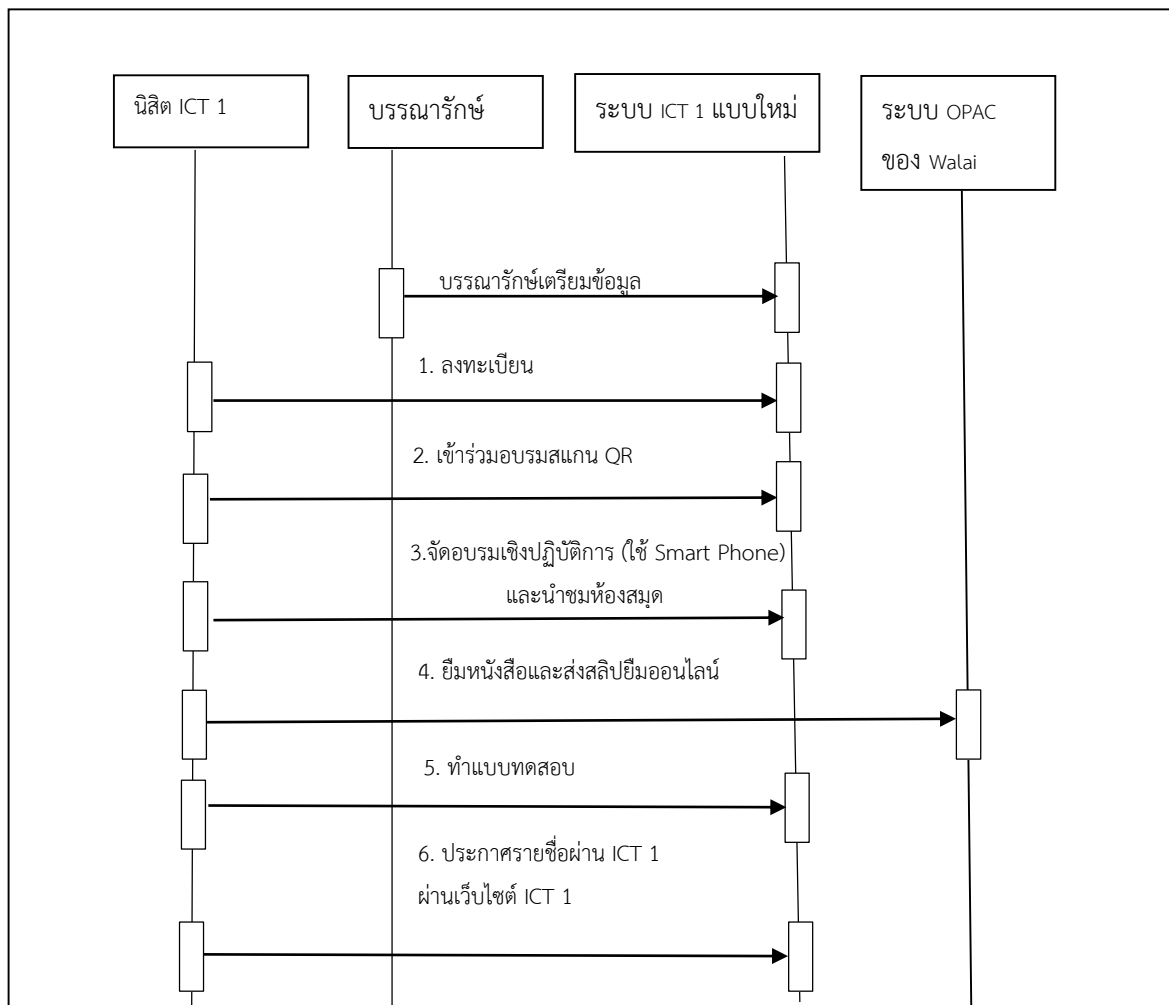 นิสิต ICT 1
บรรณารักษ์
ระบบ ICT 1 แบบใหม่
ระบบ OPAC
ของ Walai
บรรณารักษ์เตรียมข้อมูล
1. ลงทะเบียน
2. เข้าร่วมอบรมสแกน QR
3.จัดอบรมเชิงปฏิบัติการ (ใช้ Smart Phone)
และนำชมห้องสมุด
4. ยืมหนังสือและส่งสลิปยืมออนไลน์
5. ทำแบบทดสอบ
6. ประกาศรายชื่อผ่าน ICT 1
ผ่านเว็บไซต์ ICT 1